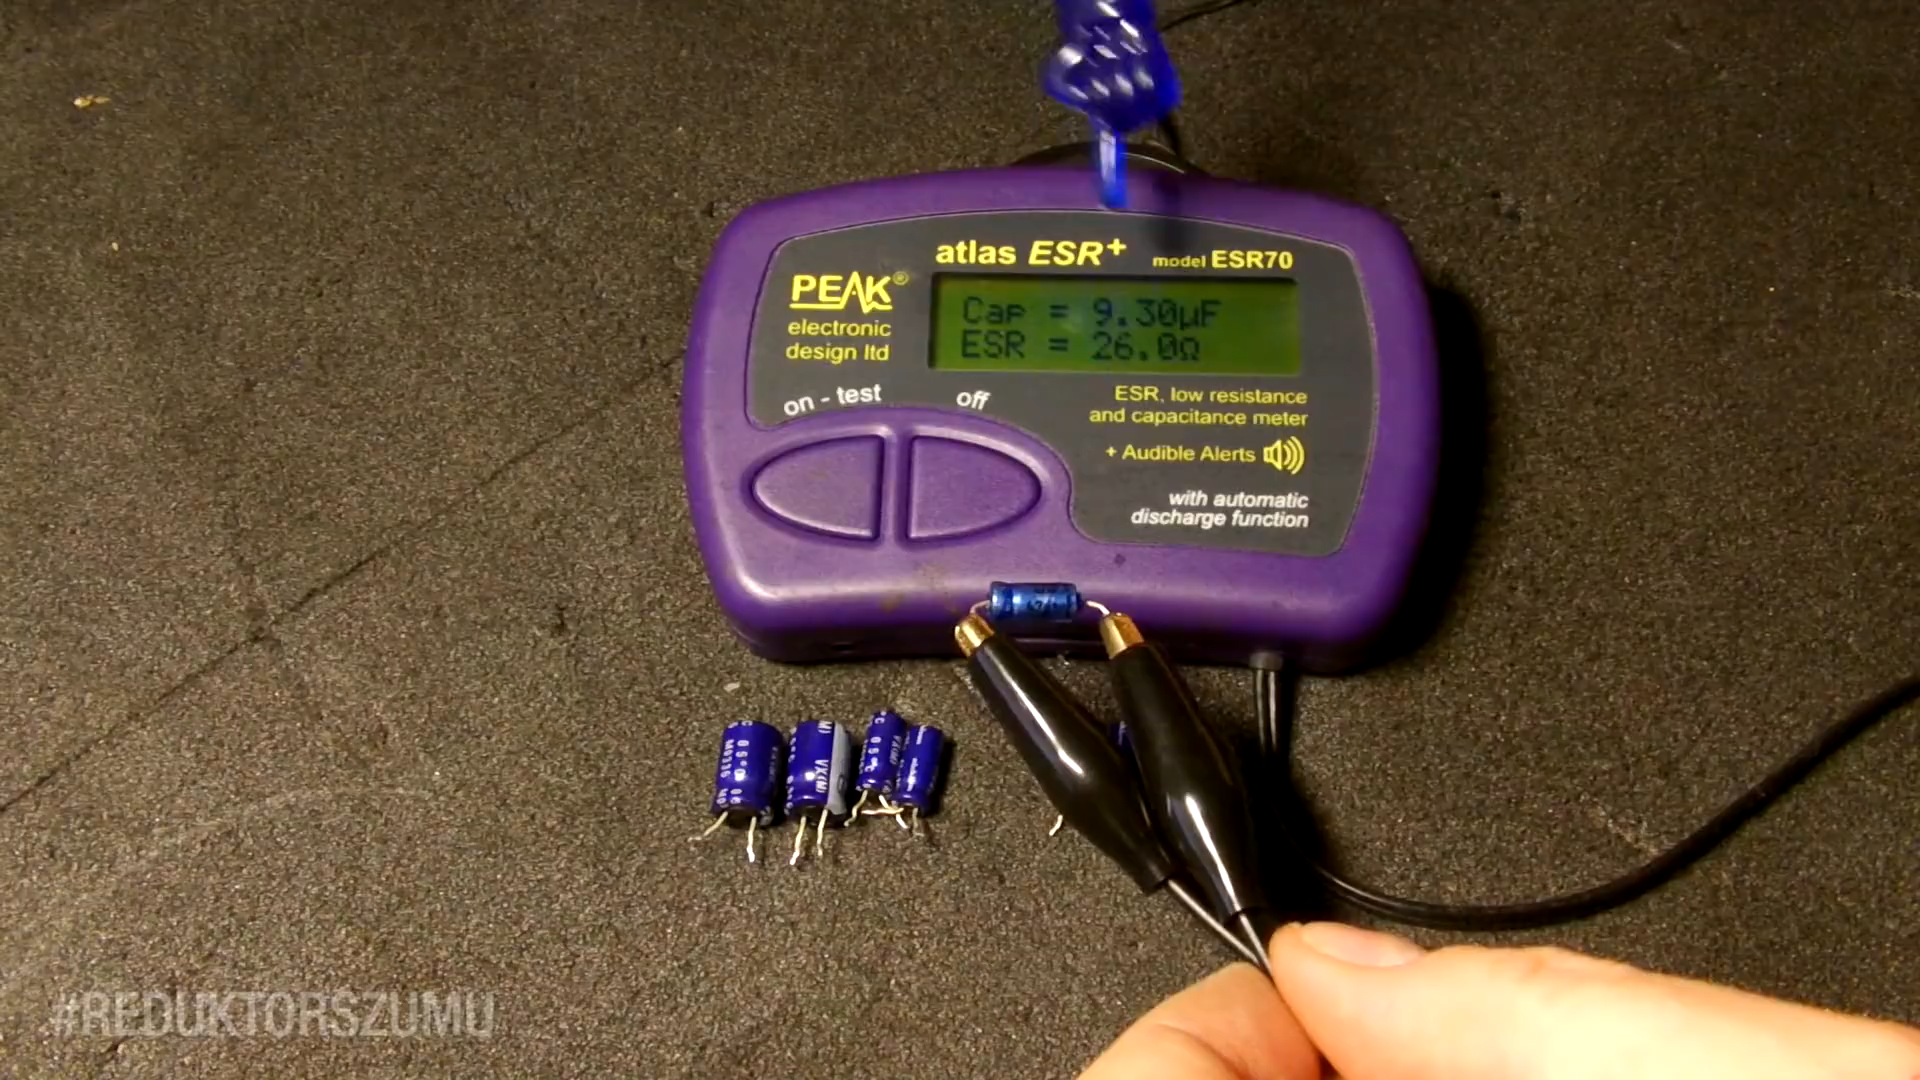 atlas ESR+ model ESR70
PEAK®
electronic
design ltd
Cap = 9.30µF
ESR = 26.0Ω
on - test
off
ESR, low resistance
and capacitance meter
+ Audible Alerts
with automatic
discharge function
VX(M)
#REDUKTORSZUMU